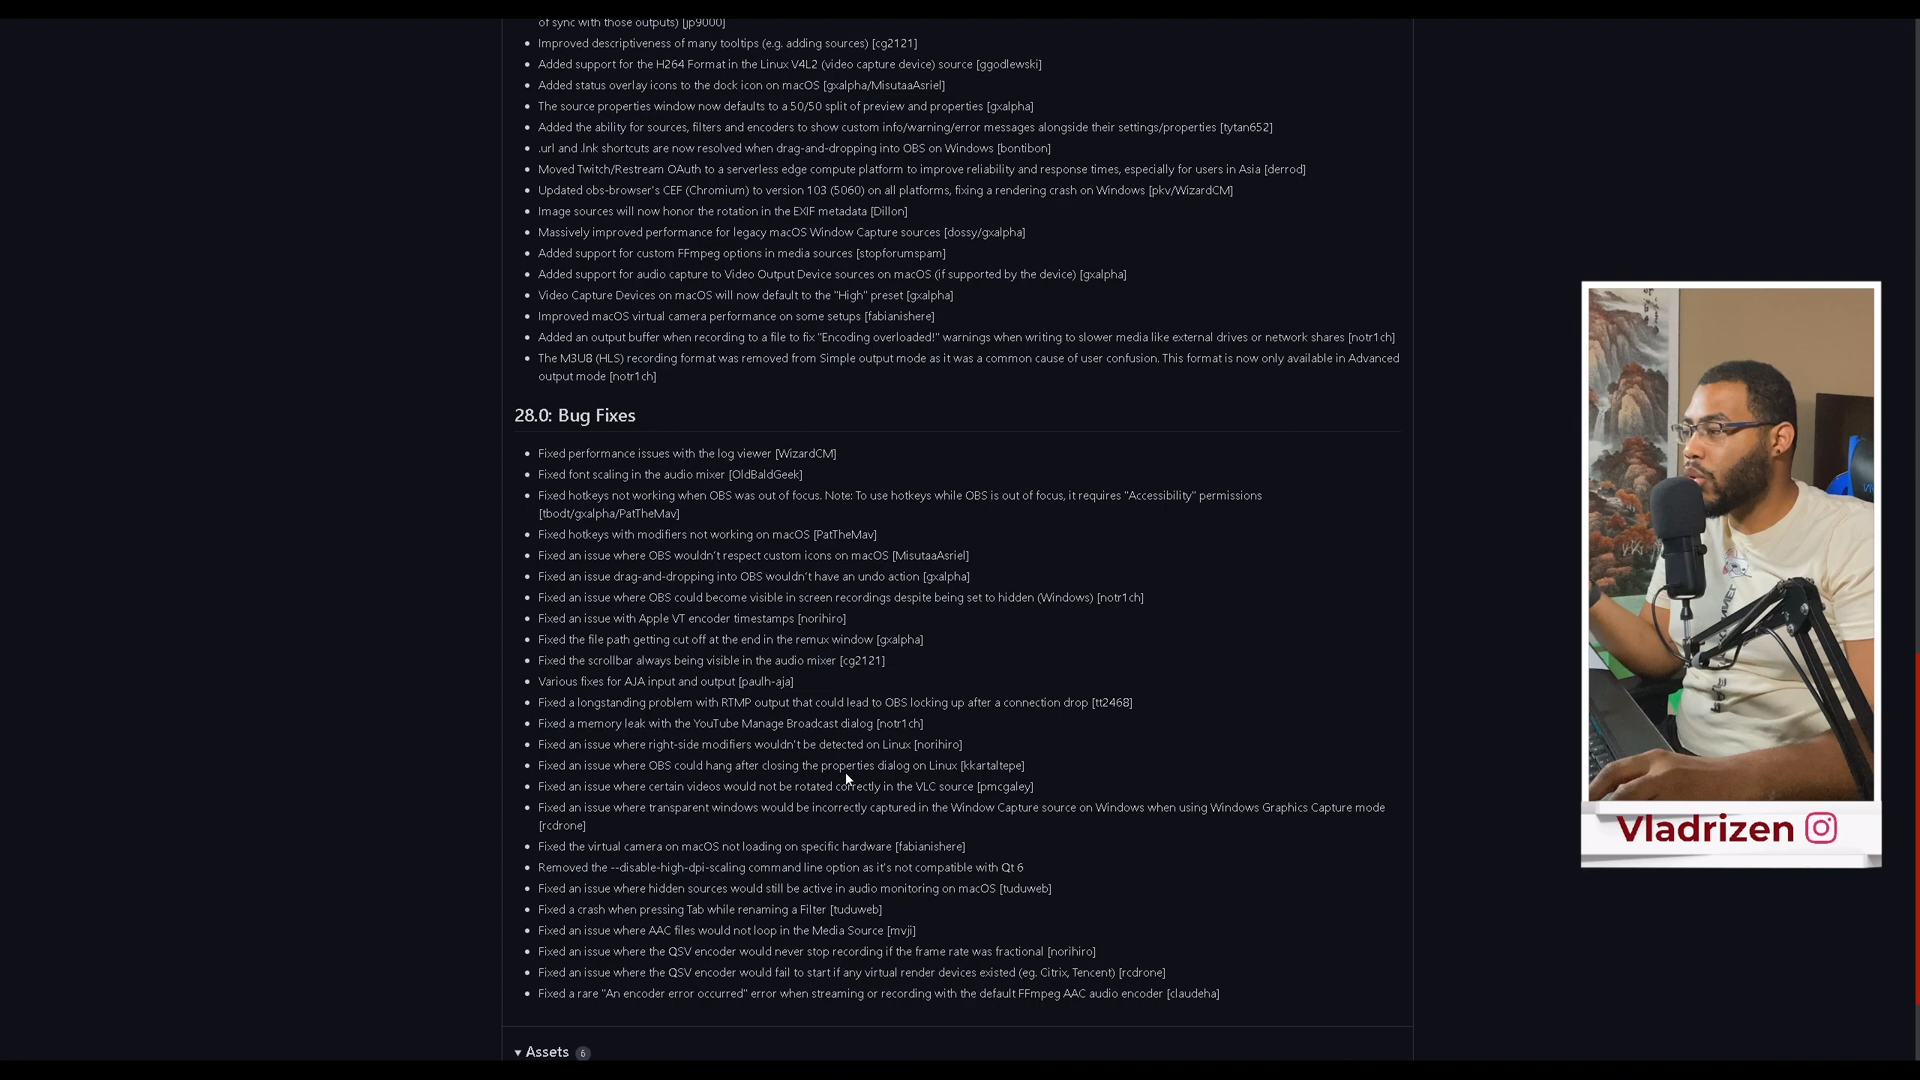 of sync with those outputs) [jp9000]
• Improved descriptiveness of many tooltips (e.g. adding sources) [cg2121]
• Added support for the H264 Format in the Linux V4L2 (video capture device) source [ggodlewski]
• Added status overlay icons to the dock icon on macOS [gxalpha/MisutaaAsriel]
• The source properties window now defaults to a 50/50 split of preview and properties [gxalpha]
• Added the ability for sources, filters and encoders to show custom info/warning/error messages alongside their settings/properties [tytan652]
• .url and .lnk shortcuts are now resolved when drag-and-dropping into OBS on Windows [bontibon]
• Moved Twitch/Restream OAuth to a serverless edge compute platform to improve reliability and response times, especially for users in Asia [derrod]
• Updated obs-browser's CEF (Chromium) to version 103 (5060) on all platforms, fixing a rendering crash on Windows [pkv/WizardCM]
• Image sources will now honor the rotation in the EXIF metadata [Dillon]
• Massively improved performance for legacy macOS Window Capture sources [dossy/gxalpha]
• Added support for custom FFmpeg options in media sources [stopforumspam]
• Added support for audio capture to Video Output Device sources on macOS (if supported by the device) [gxalpha]
• Video Capture Devices on macOS will now default to the "High" preset [gxalpha]
• Improved macOS virtual camera performance on some setups [fabianishere]
• Added an output buffer when recording to a file to fix "Encoding overloaded!" warnings when writing to slower media like external drives or network shares [notr1ch]
• The M3U8 (HLS) recording format was removed from Simple output mode as it was a common cause of user confusion. This format is now only available in Advanced
output mode [notr1ch]
28.0: Bug Fixes
• Fixed performance issues with the log viewer [WizardCM]
• Fixed font scaling in the audio mixer [OldBaldGeek]
• Fixed hotkeys not working when OBS was out of focus. Note: To use hotkeys while OBS is out of focus, it requires "Accessibility" permissions
[tbodt/gxalpha/PatTheMav]
• Fixed hotkeys with modifiers not working on macOS [PatTheMav]
• Fixed an issue where OBS wouldn't respect custom icons on macOS [MisutaaAsriel]
• Fixed an issue drag-and-dropping into OBS wouldn't have an undo action [gxalpha]
• Fixed an issue where OBS could become visible in screen recordings despite being set to hidden (Windows) [notr1ch]
• Fixed an issue with Apple VT encoder timestamps [norihiro]
• Fixed the file path getting cut off at the end in the remux window [gxalpha]
• Fixed the scrollbar always being visible in the audio mixer [cg2121]
• Various fixes for AJA input and output [paulh-aja]
• Fixed a longstanding problem with RTMP output that could lead to OBS locking up after a connection drop [tt2468]
• Fixed a memory leak with the YouTube Manage Broadcast dialog [notr1ch]
• Fixed an issue where right-side modifiers wouldn't be detected on Linux [norihiro]
• Fixed an issue where OBS could hang after closing the properties dialog on Linux [kkartaltepe]
• Fixed an issue where certain videos would not be rotated correctly in the VLC source [pmcgaley]
• Fixed an issue where transparent windows would be incorrectly captured in the Window Capture source on Windows when using Windows Graphics Capture mode
[rcdrone]
• Fixed the virtual camera on macOS not loading on specific hardware [fabianishere]
• Removed the --disable-high-dpi-scaling command line option as it's not compatible with Qt 6
• Fixed an issue where hidden sources would still be active in audio monitoring on macOS [tuduweb]
• Fixed a crash when pressing Tab while renaming a Filter [tuduweb]
• Fixed an issue where AAC files would not loop in the Media Source [mvji]
• Fixed an issue where the QSV encoder would never stop recording if the frame rate was fractional [norihiro]
• Fixed an issue where the QSV encoder would fail to start if any virtual render devices existed (eg. Citrix, Tencent) [rcdrone]
• Fixed a rare "An encoder error occurred" error when streaming or recording with the default FFmpeg AAC audio encoder [claudeha]
Assets 6
Vladrizen